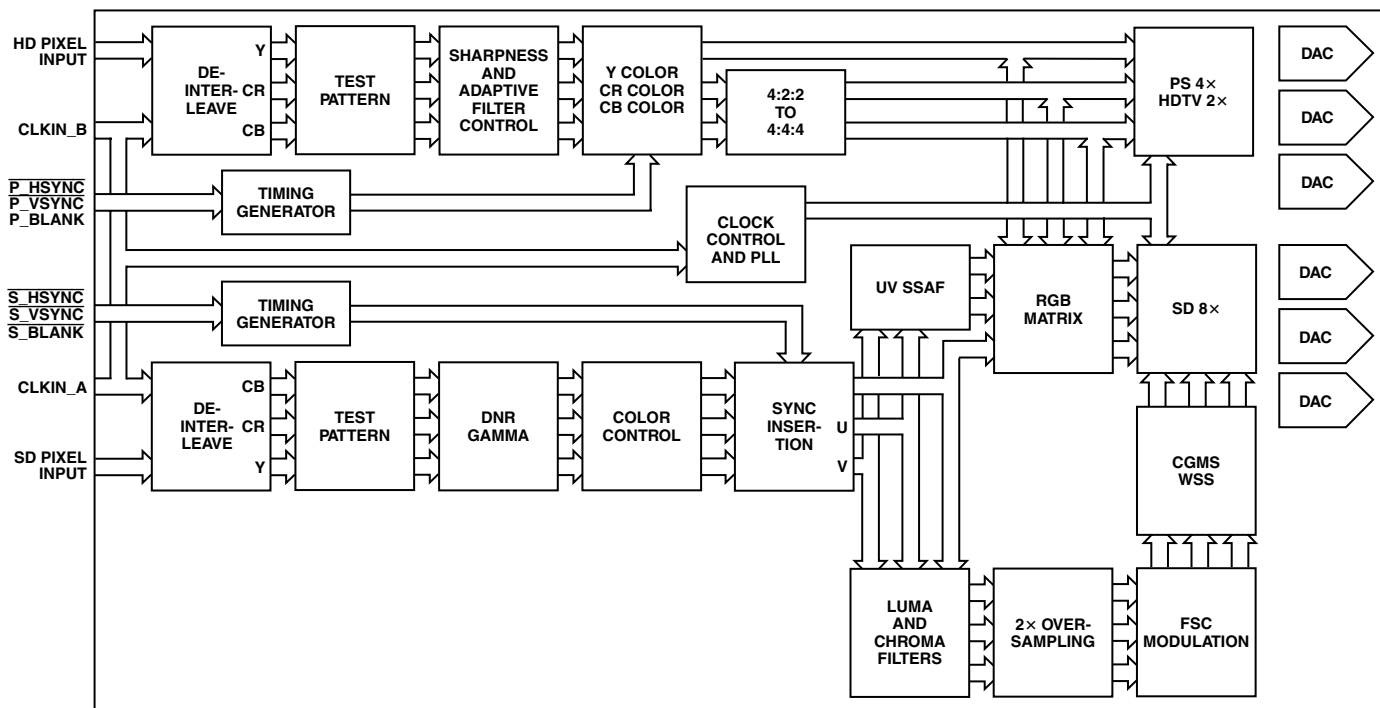 HD PIXEL
INPUT
CLKIN_B
P_HSYNC
P_VSYNC
P_BLANK
S_HSYNC
S_VSYNC
S_BLANK
CLKIN_A
SD PIXEL
INPUT
DE-
INTER-
LEAVE
Y
CR
CB
TEST
PATTERN
SHARPNESS
AND
ADAPTIVE
FILTER
CONTROL
Y COLOR
CR COLOR
CB COLOR
4:2:2
TO
4:4:4
PS 4×
HDTV 2×
DAC
DAC
DAC
TIMING
GENERATOR
CLOCK
CONTROL
AND PLL
TIMING
GENERATOR
UV SSAF
RGB
MATRIX
SD 8×
DAC
DAC
DAC
DE-
INTER-
LEAVE
CB
CR
Y
TEST
PATTERN
DNR
GAMMA
COLOR
CONTROL
SYNC
INSER-
TION
U
V
CGMS
WSS
LUMA
AND
CHROMA
FILTERS
2× OVER-
SAMPLING
FSC
MODULATION